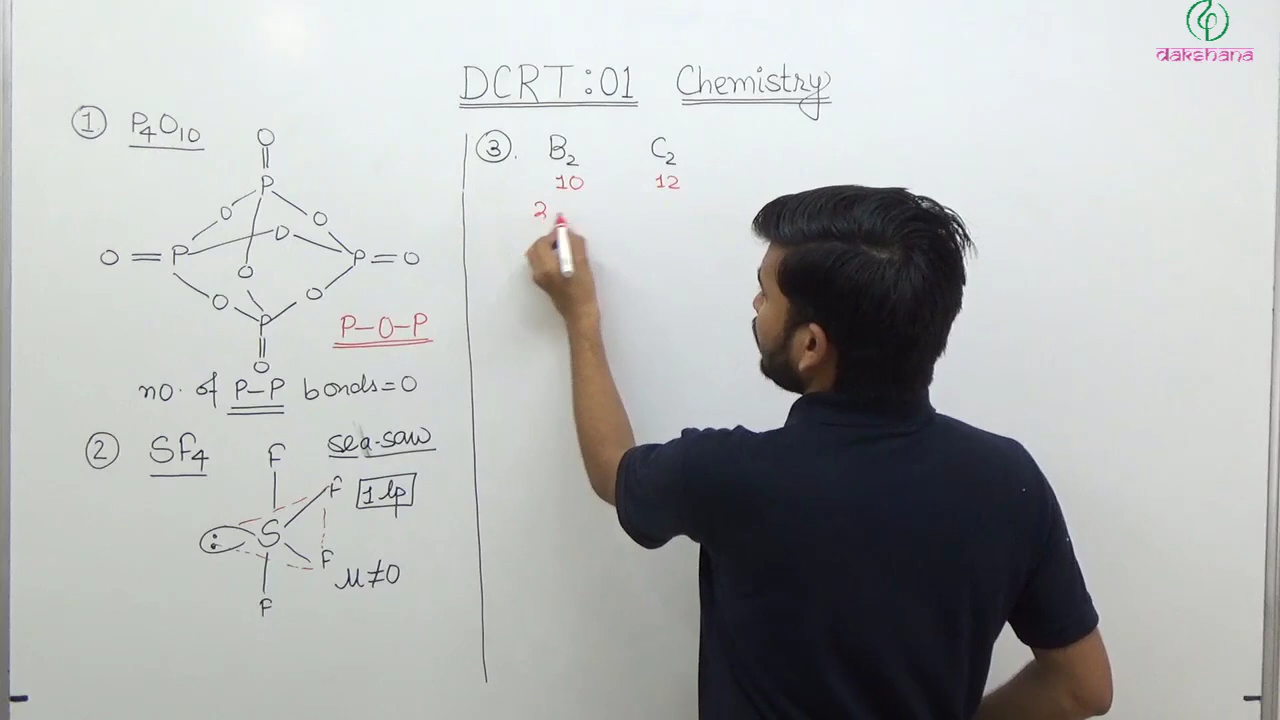 dakshana
DCRT:01 Chemistry
① P₄O₁₀
O
P
O O
O
O = P P = O
O
O O
P
O
P–O–P
no. of P–P bonds=0
② SF₄ sea-saw
F
F 1 lp
: S
F
μ≠0
F
③. B₂ C₂
10 12
2